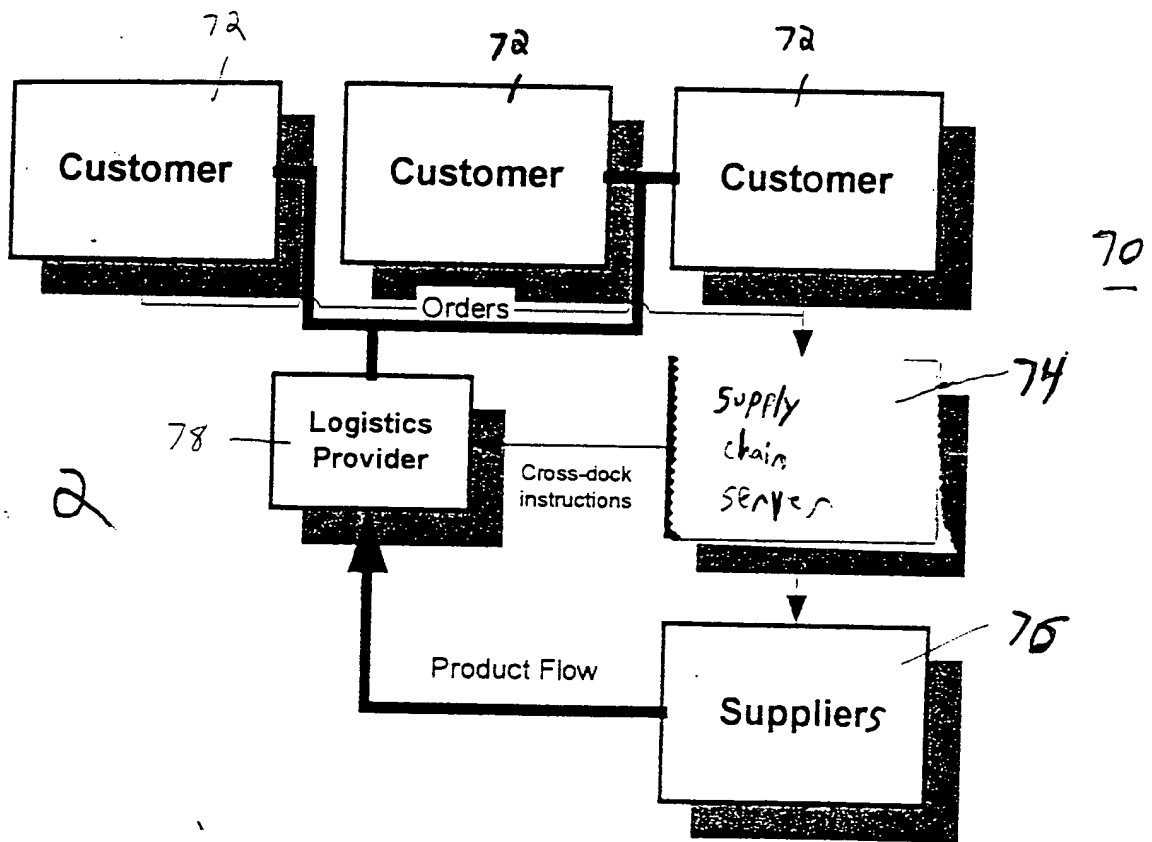 72
72
72
Customer
Customer
Customer
70
Orders
74
Supply
chain
server
Logistics
Provider
78
Cross-dock
instructions
2
Product Flow
Suppliers